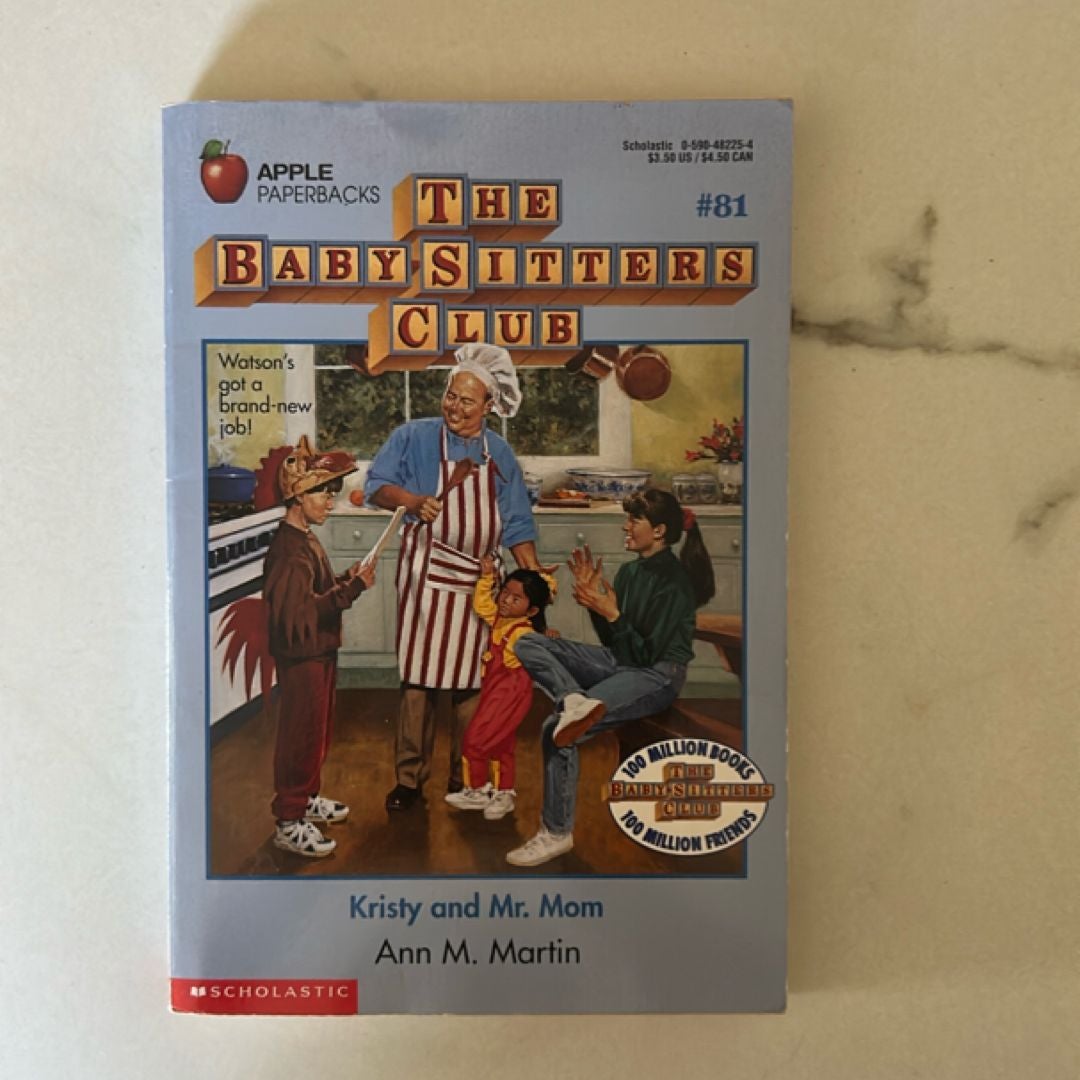 APPLE
PAPERBACKS
Scholastic 0-590-48225-4
$3.50 US / $4.50 CAN
#81
THE
BABY-SITTERS
CLUB
Watson's
got a
brand-new
job!
100 MILLION BOOKS
THE
BABY-SITTERS
CLUB
100 MILLION FRIENDS
Kristy and Mr. Mom
Ann M. Martin
SCHOLASTIC